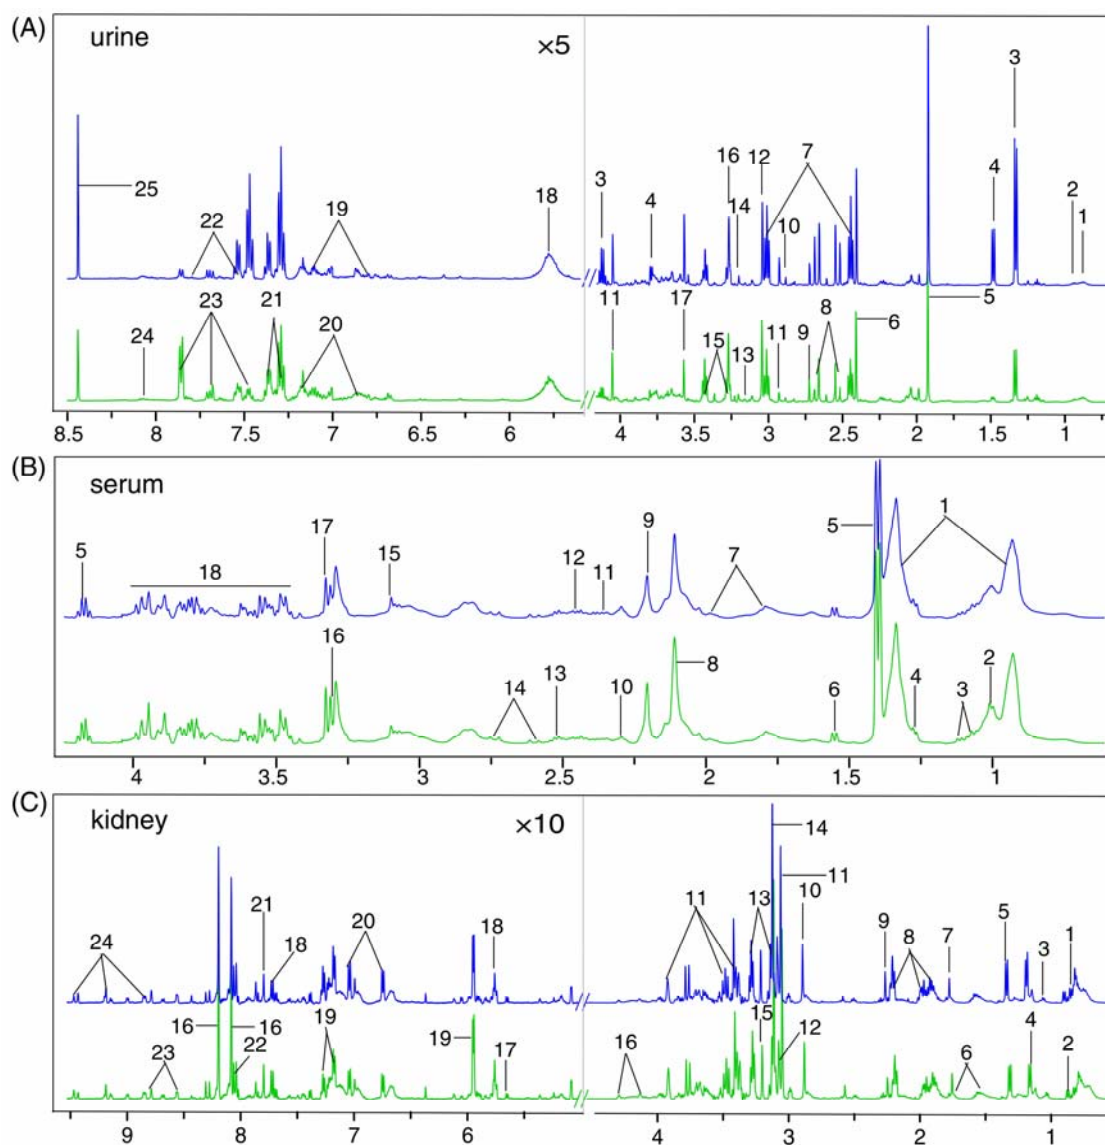 (A) urine ×5
3
16 12 7
3 4 14 10 4 2 1
25 22 19 18
11 17 8 5
24 23 21 20 15 13 11 9 6
8.5 8 7.5 7 6.5 6 4 3.5 3 2.5 2 1.5 1
(B) serum
5 18 17 15 12 11 9 7 5 1
16 14 13 10 8 6 4 3 2
4 3.5 3 2.5 2 1.5 1
(C) kidney ×10
14
11
24 21 18 20 18 11 13 10 9 8 7 5 3 1
23 16 16 22 19 19 17 16 15 12 6 4 2
9 8 7 6 4 3 2 1